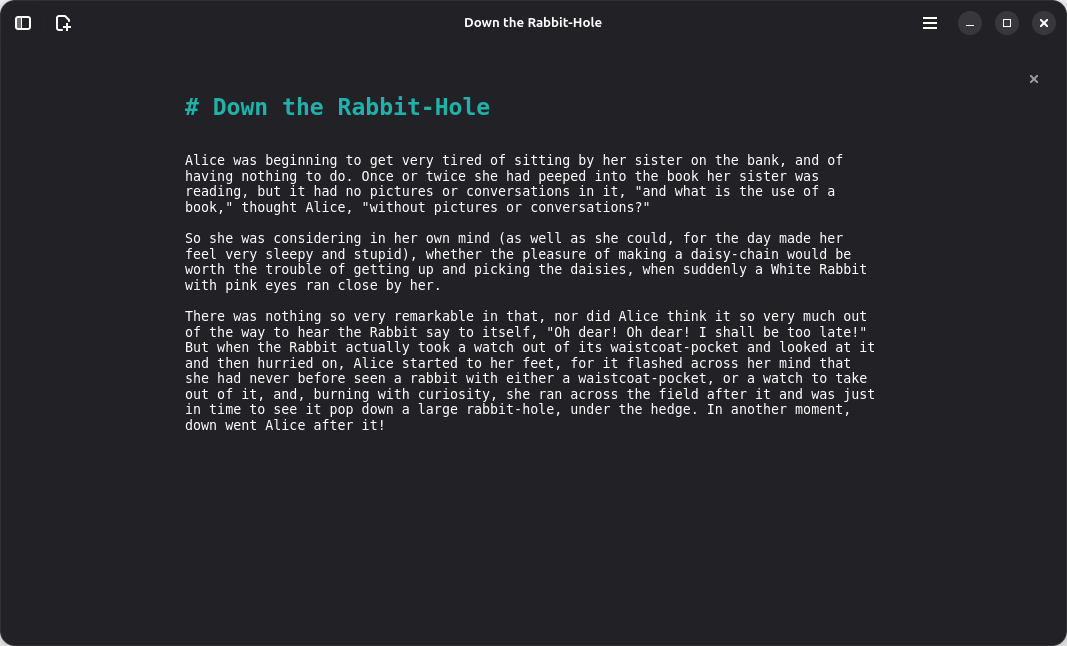 Down the Rabbit-Hole
# Down the Rabbit-Hole
Alice was beginning to get very tired of sitting by her sister on the bank, and of
having nothing to do. Once or twice she had peeped into the book her sister was
reading, but it had no pictures or conversations in it, "and what is the use of a
book," thought Alice, "without pictures or conversations?"
So she was considering in her own mind (as well as she could, for the day made her
feel very sleepy and stupid), whether the pleasure of making a daisy-chain would be
worth the trouble of getting up and picking the daisies, when suddenly a White Rabbit
with pink eyes ran close by her.
There was nothing so very remarkable in that, nor did Alice think it so very much out
of the way to hear the Rabbit say to itself, "Oh dear! Oh dear! I shall be too late!"
But when the Rabbit actually took a watch out of its waistcoat-pocket and looked at it
and then hurried on, Alice started to her feet, for it flashed across her mind that
she had never before seen a rabbit with either a waistcoat-pocket, or a watch to take
out of it, and, burning with curiosity, she ran across the field after it and was just
in time to see it pop down a large rabbit-hole, under the hedge. In another moment,
down went Alice after it!